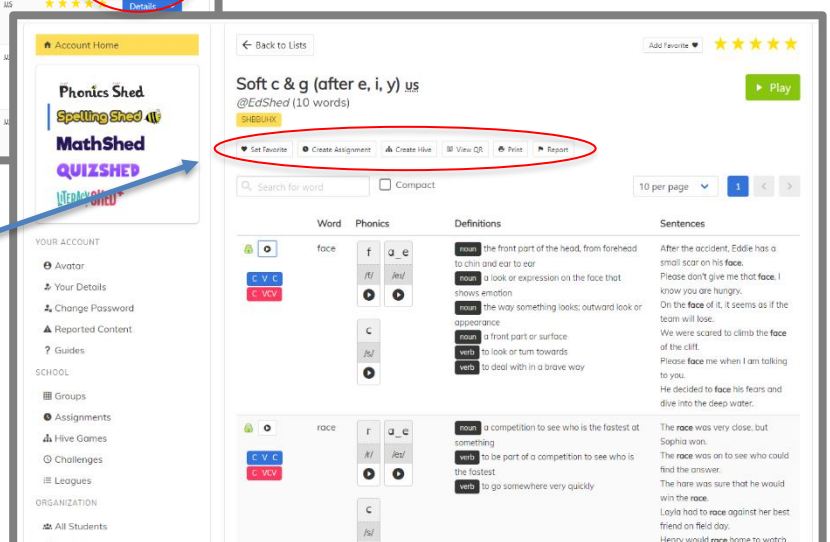 US
Details
Account Home
Phonics Shed
Spelling Shed
MathShed
QUIZSHED
LITERACY SHED+
YOUR ACCOUNT
Avatar
Your Details
Change Password
Reported Content
? Guides
SCHOOL
Groups
Assignments
Hive Games
Challenges
Leagues
ORGANIZATION
All Students
← Back to Lists
Add Favorite
Soft c & g (after e, i, y) US
@EdShed (10 words)
SHEBUHX
Play
Set Favorite Create Assignment Create Hive View QR Print Report
Search for word
Compact
10 per page
1 < >
Word Phonics Definitions Sentences
face
C V C
C VCV
f a_e
/f/ /eɪ/
c
/s/
noun the front part of the head, from forehead
to chin and ear to ear
noun a look or expression on the face that
shows emotion
noun the way something looks; outward look or
appearance
noun a front part or surface
verb to look or turn towards
verb to deal with in a brave way
After the accident, Eddie has a
small scar on his face.
Please don't give me that face, I
know you are hungry.
On the face of it, it seems as if the
team will lose.
We were scared to climb the face
of the cliff.
Please face me when I am talking
to you.
He decided to face his fears and
dive into the deep water.
race
C V C
C VCV
r a_e
/r/ /eɪ/
c
/s/
noun a competition to see who is the fastest at
something
verb to be part of a competition to see who is
the fastest
verb to go somewhere very quickly
The race was very close, but
Sophia won.
The race was on to see who could
find the answer.
The hare was sure that he would
win the race.
Layla had to race against her best
friend on field day.
Henry would race home to watch